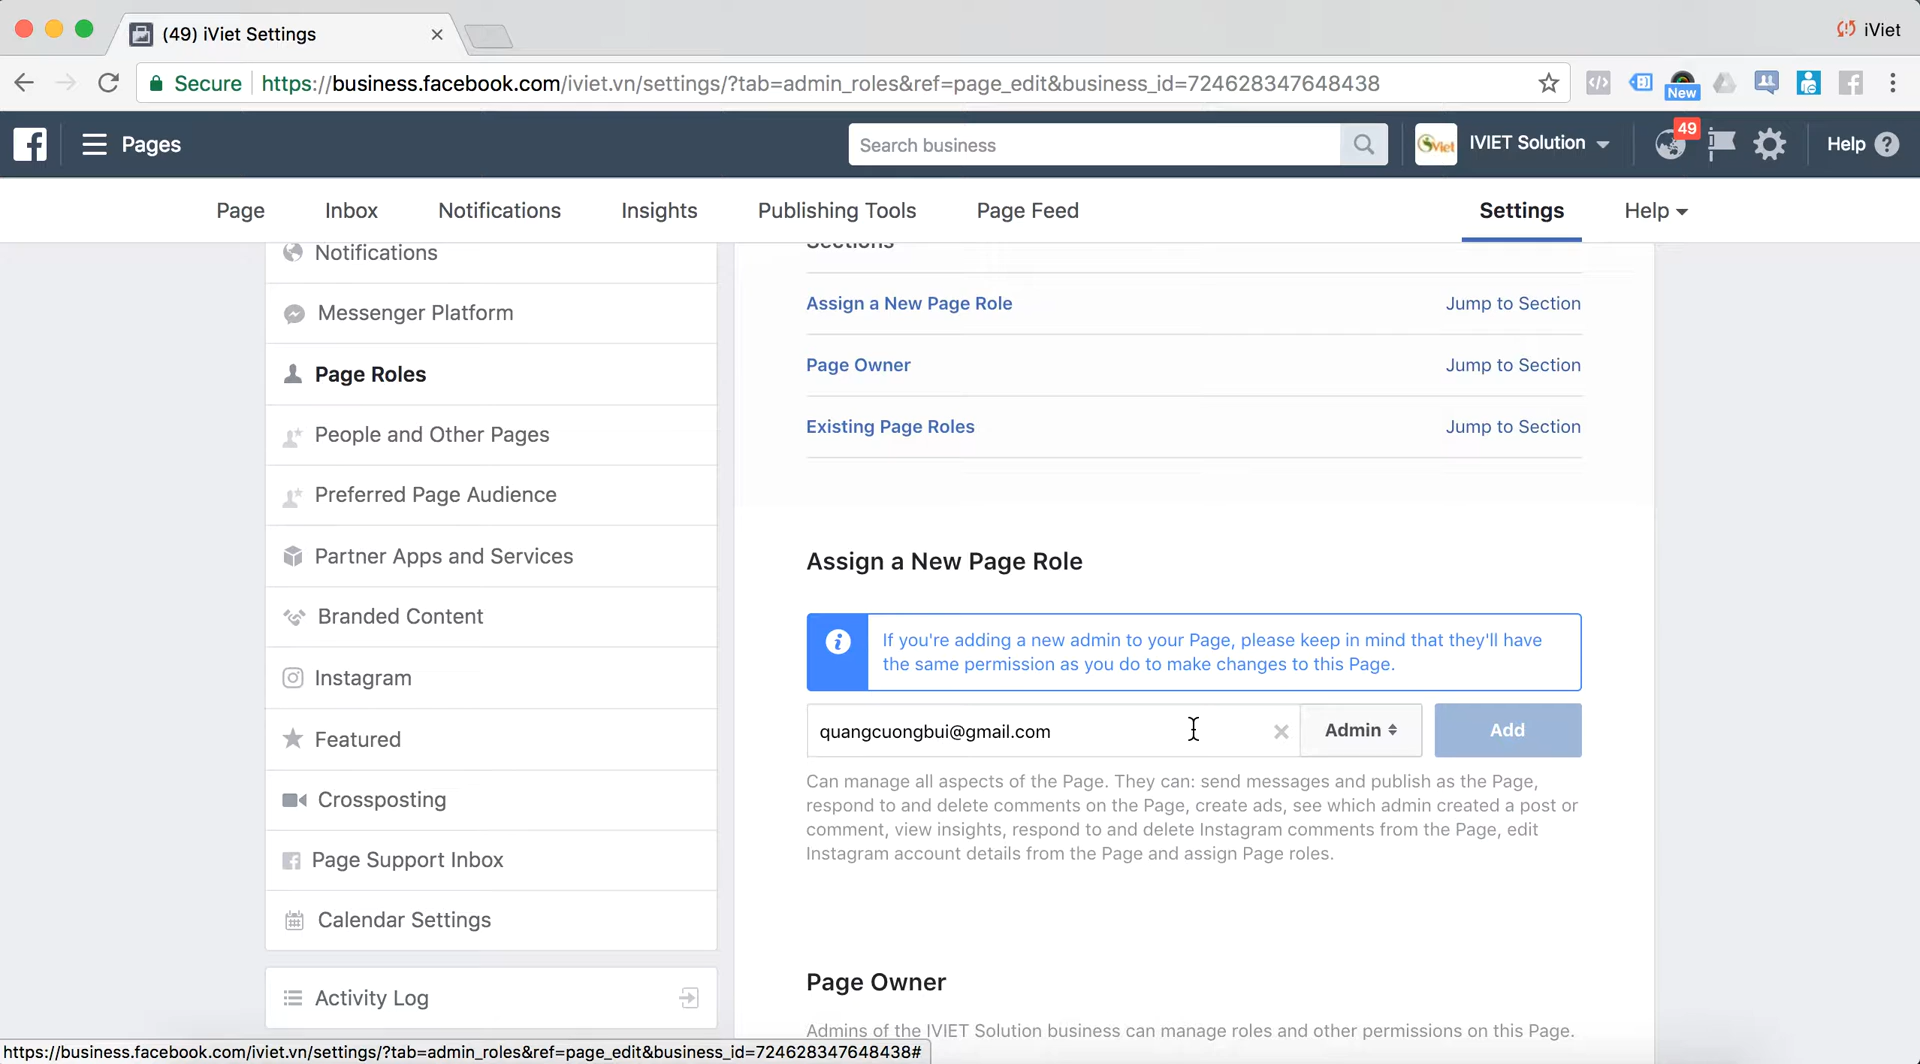 (49) iViet Settings
iViet
Secure
https://business.facebook.com/iviet.vn/settings/?tab=admin_roles&ref=page_edit&business_id=724628347648438
New
Pages
Search business
iViet
IVIET Solution
49
Help
Page
Inbox
Notifications
Insights
Publishing Tools
Page Feed
Settings
Help
Notifications
Messenger Platform
Page Roles
People and Other Pages
Preferred Page Audience
Partner Apps and Services
Branded Content
Instagram
Featured
Crossposting
Page Support Inbox
Calendar Settings
Activity Log
Sections
Assign a New Page Role
Jump to Section
Page Owner
Jump to Section
Existing Page Roles
Jump to Section
Assign a New Page Role
If you're adding a new admin to your Page, please keep in mind that they'll have
the same permission as you do to make changes to this Page.
quangcuongbui@gmail.com
Admin
Add
Can manage all aspects of the Page. They can: send messages and publish as the Page,
respond to and delete comments on the Page, create ads, see which admin created a post or
comment, view insights, respond to and delete Instagram comments from the Page, edit
Instagram account details from the Page and assign Page roles.
Page Owner
Admins of the IVIET Solution business can manage roles and other permissions on this Page.
https://business.facebook.com/iviet.vn/settings/?tab=admin_roles&ref=page_edit&business_id=724628347648438#